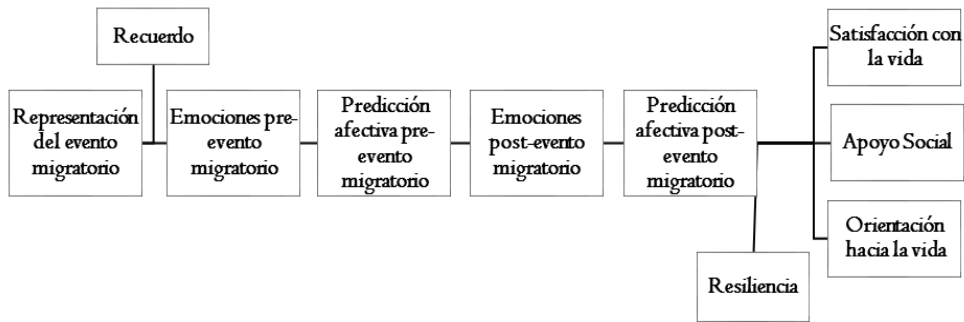 Recuerdo
Representación
del evento
migratorio
Emociones pre-
evento
migratorio
Predicción
afectiva pre-
evento
migratorio
Emociones
post-evento
migratorio
Predicción
afectiva post-
evento
migratorio
Satisfacción con
la vida
Apoyo Social
Orientación
hacia la vida
Resiliencia